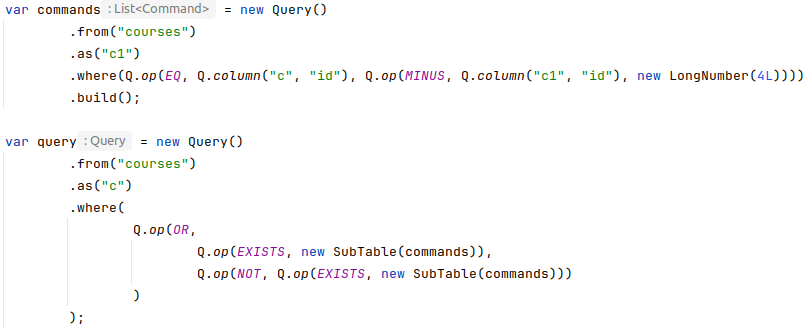 var commands : List<Command> = new Query()
.from("courses")
.as("c1")
.where(Q.op(EQ, Q.column("c", "id"), Q.op(MINUS, Q.column("c1", "id"), new LongNumber(4L))))
.build();
var query : Query = new Query()
.from("courses")
.as("c")
.where(
Q.op(OR,
Q.op(EXISTS, new SubTable(commands)),
Q.op(NOT, Q.op(EXISTS, new SubTable(commands)))
)
);